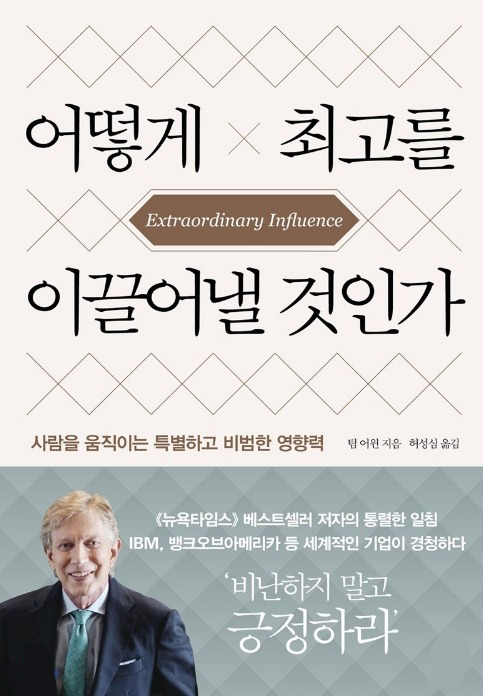 어떻게 × 최고를
Extraordinary Influence
이끌어낼 것인가
사람을 움직이는 특별하고 비범한 영향력 팀 어윈 지음 허성심 옮김
《뉴욕타임스》 베스트셀러 저자의 통렬한 일침
IBM, 뱅크오브아메리카 등 세계적인 기업이 경청하다
‘비난하지 말고
긍정하라’